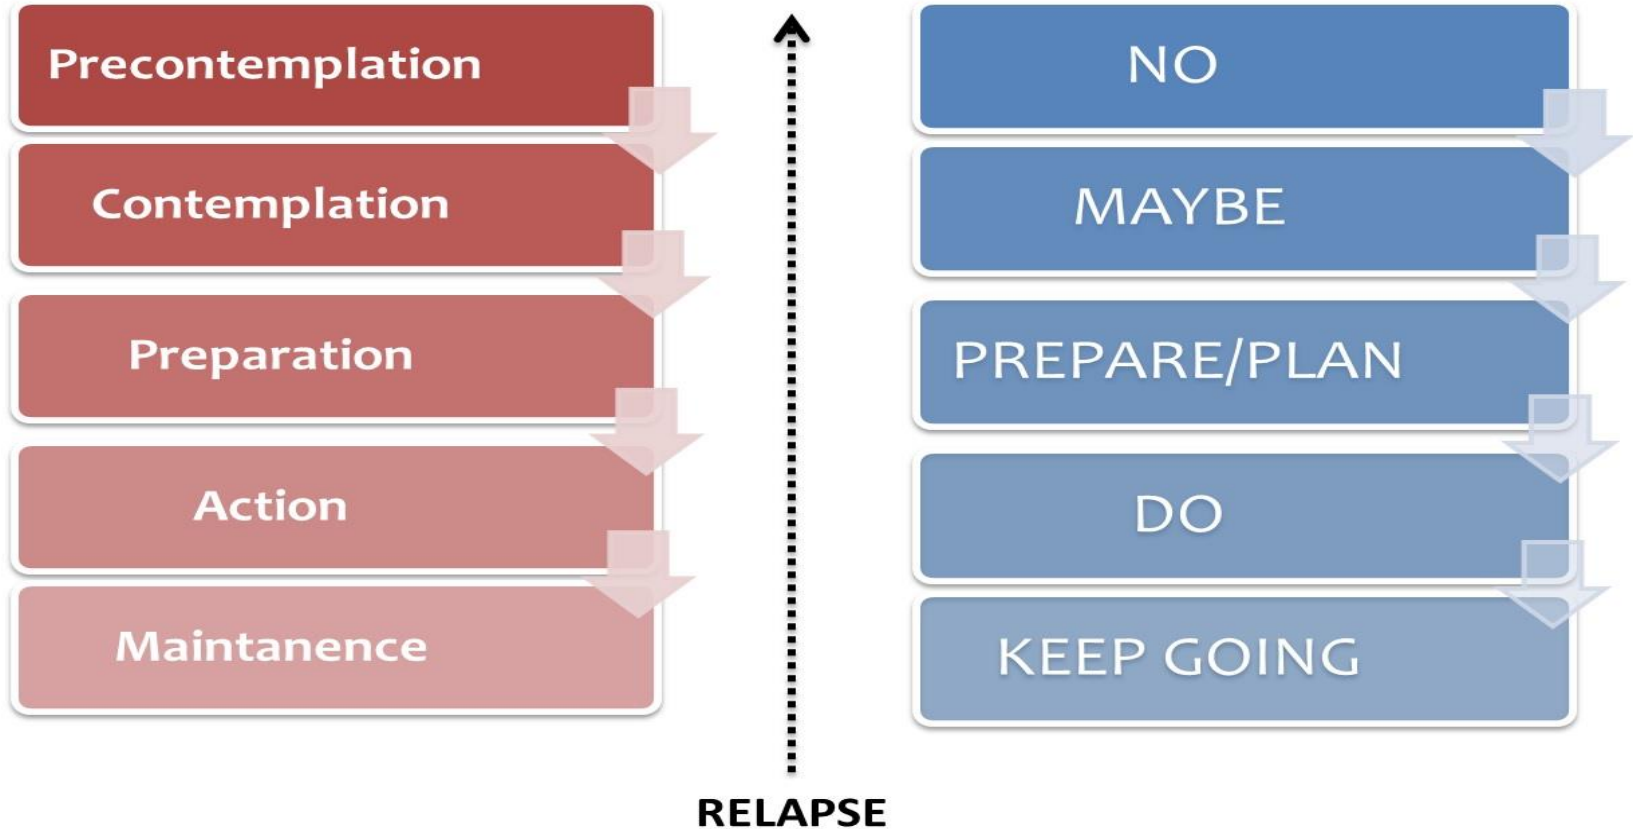 Precontemplation
Contemplation
Preparation
Action
Maintanence
NO
MAYBE
PREPARE/PLAN
DO
KEEP GOING
RELAPSE